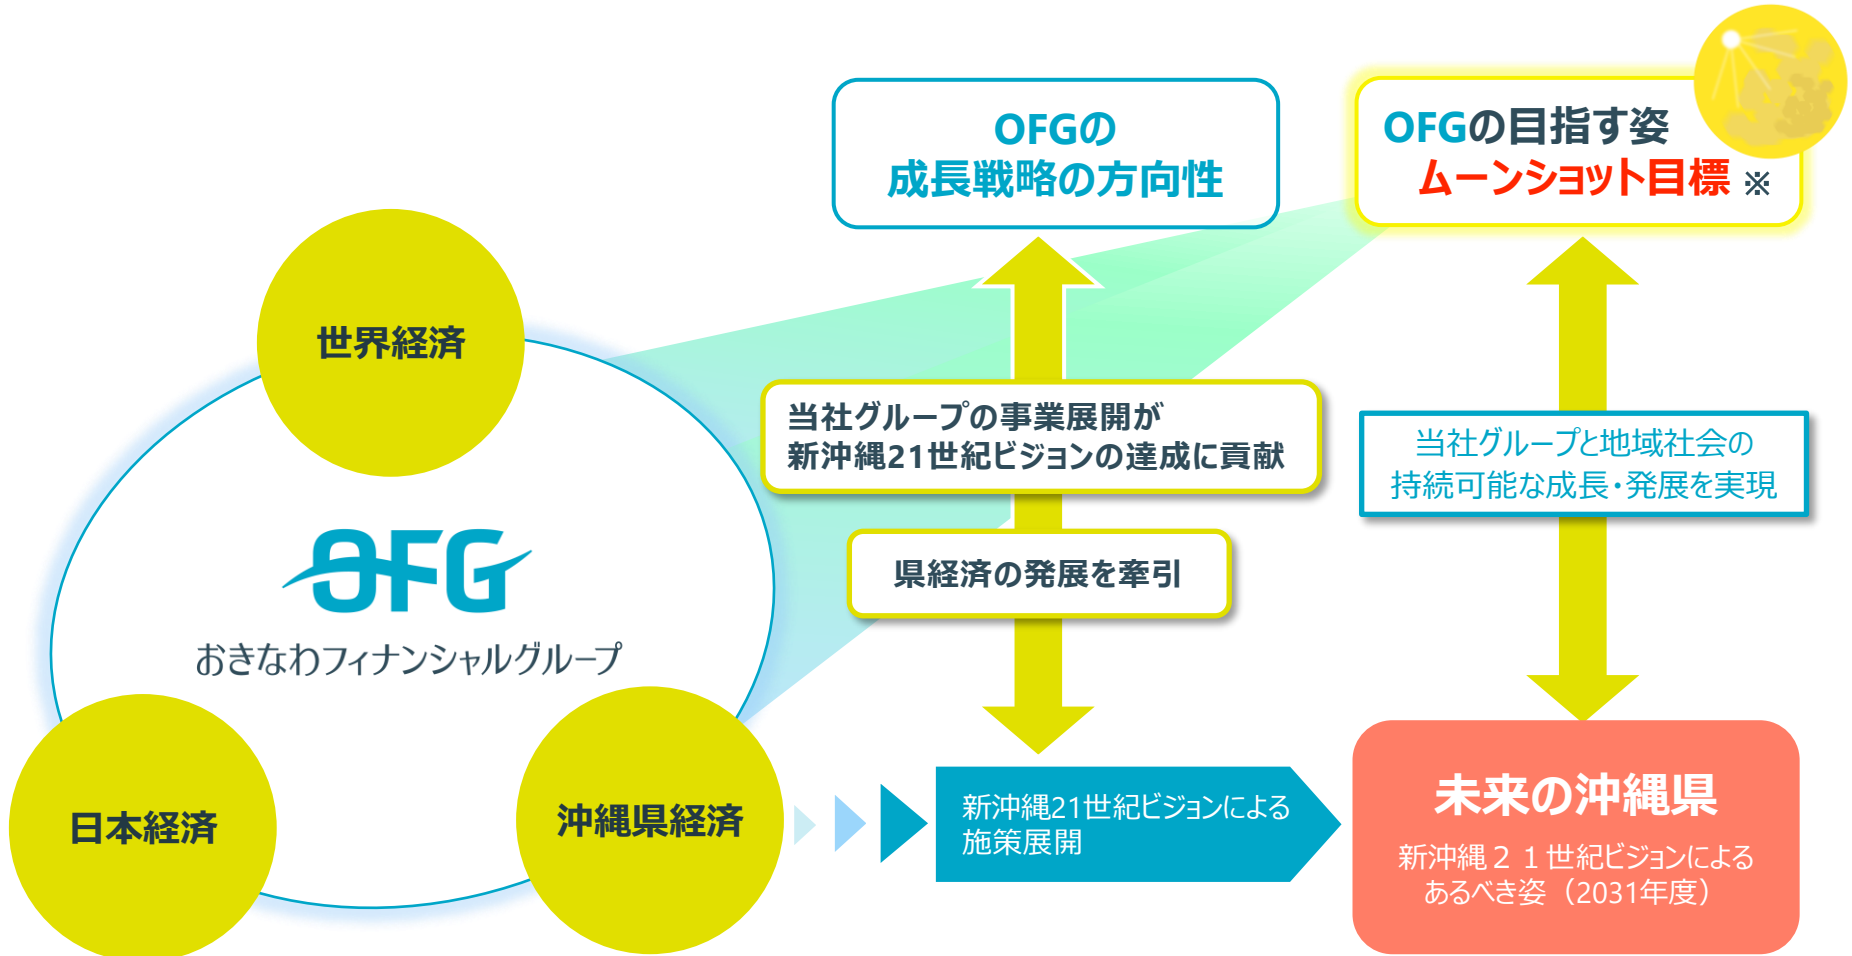 OFGの
成長戦略の方向性
OFGの目指す姿
ムーンショット目標 ※
世界経済
当社グループの事業展開が
新沖縄21世紀ビジョンの達成に貢献
当社グループと地域社会の
持続可能な成長・発展を実現
OFG
おきなわフィナンシャルグループ
県経済の発展を牽引
日本経済
沖縄県経済
新沖縄21世紀ビジョンによる
施策展開
未来の沖縄県
新沖縄２１世紀ビジョンによる
あるべき姿（2031年度）